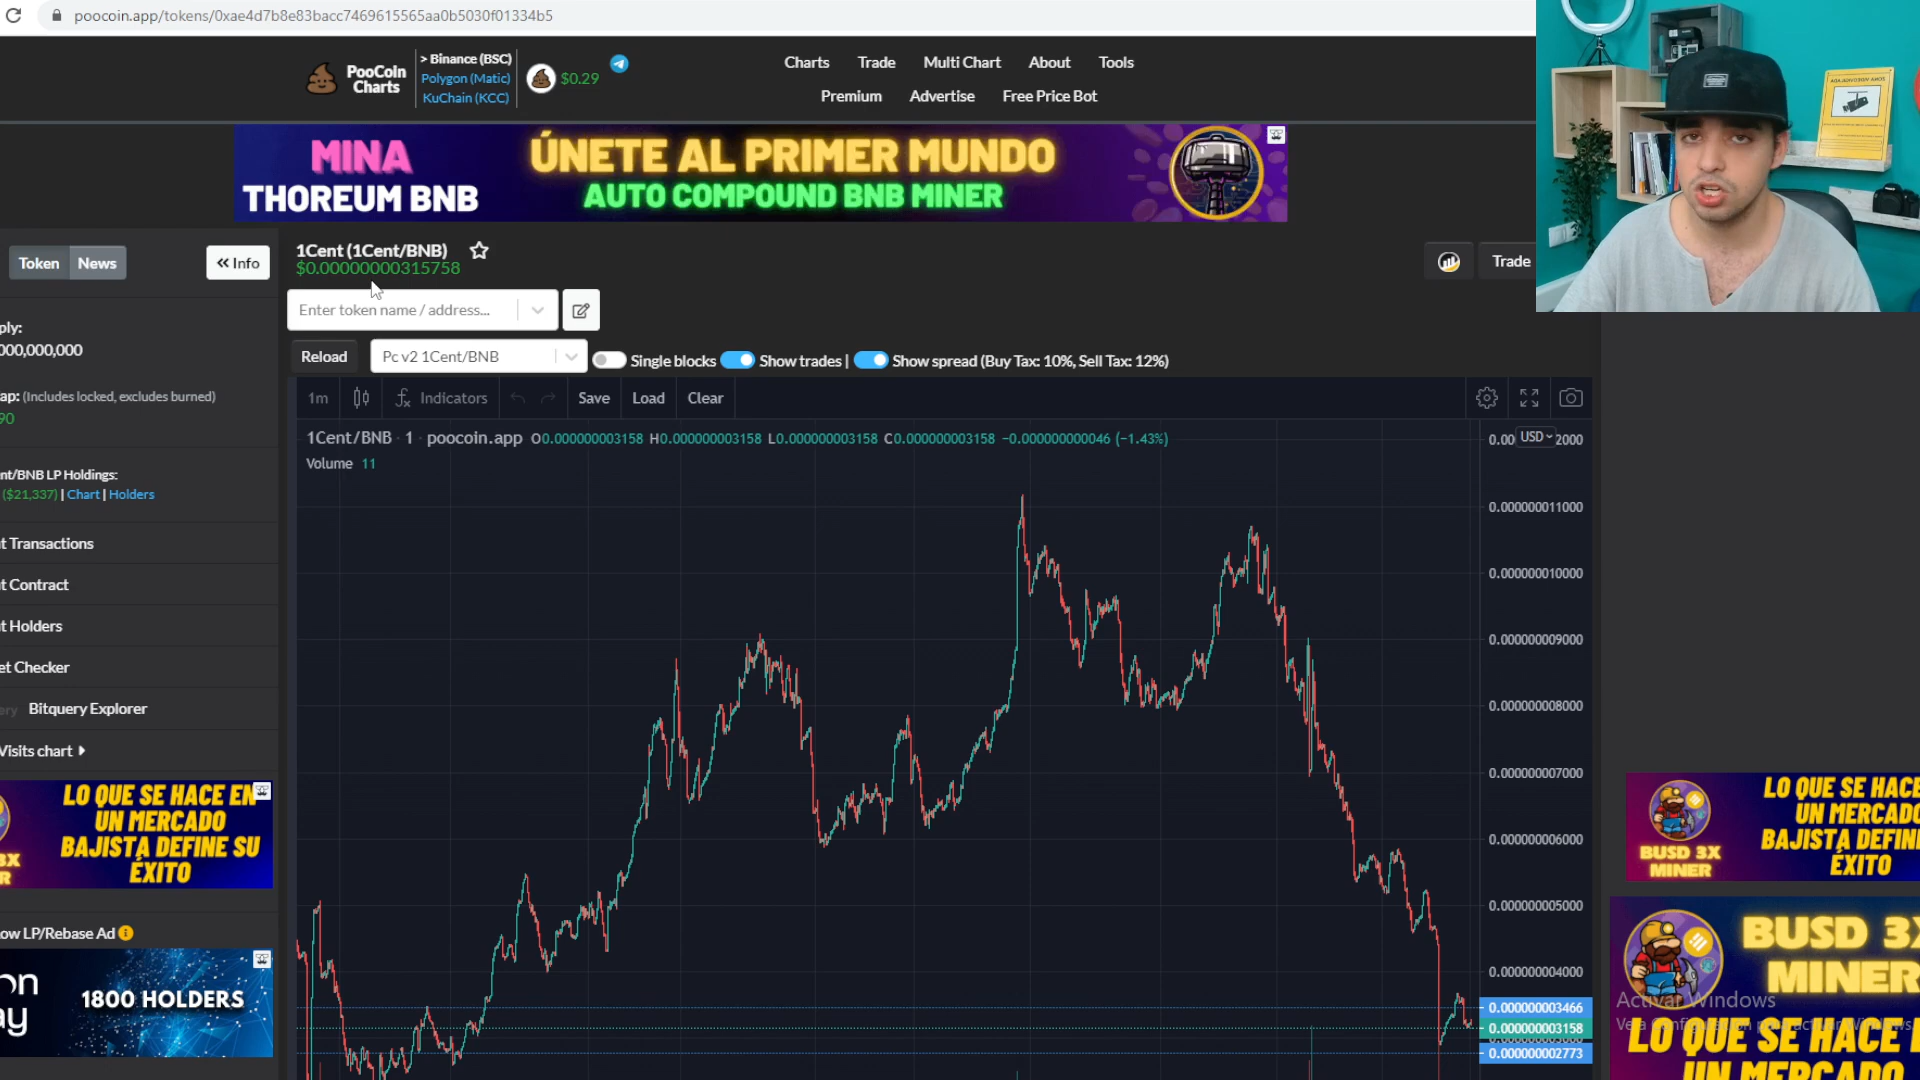 poocoin.app/tokens/0xae4d7b8e83bacc7469615565aa0b5030f01334b5
PooCoin
Charts
> Binance (BSC)
Polygon (Matic)
KuChain (KCC)
$0.29
Charts Trade Multi Chart About Tools
Premium Advertise Free Price Bot
MINA
THOREUM BNB
ÚNETE AL PRIMER MUNDO
AUTO COMPOUND BNB MINER
Token News
« Info
1Cent (1Cent/BNB)
$0.00000000315758
Trade
Enter token name / address...
Reload
Pc v2 1Cent/BNB
Single blocks
Show trades |
Show spread (Buy Tax: 10%, Sell Tax: 12%)
ply:
000,000,000
ap: (Includes locked, excludes burned)
90
nt/BNB LP Holdings:
($21,337) | Chart | Holders
t Transactions
t Contract
t Holders
et Checker
ery Bitquery Explorer
Visits chart
LO QUE SE HACE EN
UN MERCADO
BAJISTA DEFINE SU
ÉXITO
3X
R
ow LP/Rebase Ad
on
ay
1800 HOLDERS
1m
Indicators
Save
Load
Clear
1Cent/BNB · 1 · poocoin.app O0.000000003158 H0.000000003158 L0.000000003158 C0.000000003158 −0.000000000046 (−1.43%)
Volume 11
0.00
USD
2000
0.000000011000
0.000000010000
0.000000009000
0.000000008000
0.000000007000
0.000000006000
0.000000005000
0.000000004000
0.000000003466
0.000000003158
0.000000002773
BUSD 3X
MINER
LO QUE SE HACE
UN MERCADO
BAJISTA DEFINE
ÉXITO
BUSD 3X
MINER
Activar Windows
LO QUE SE HACE E
UN MERCADO